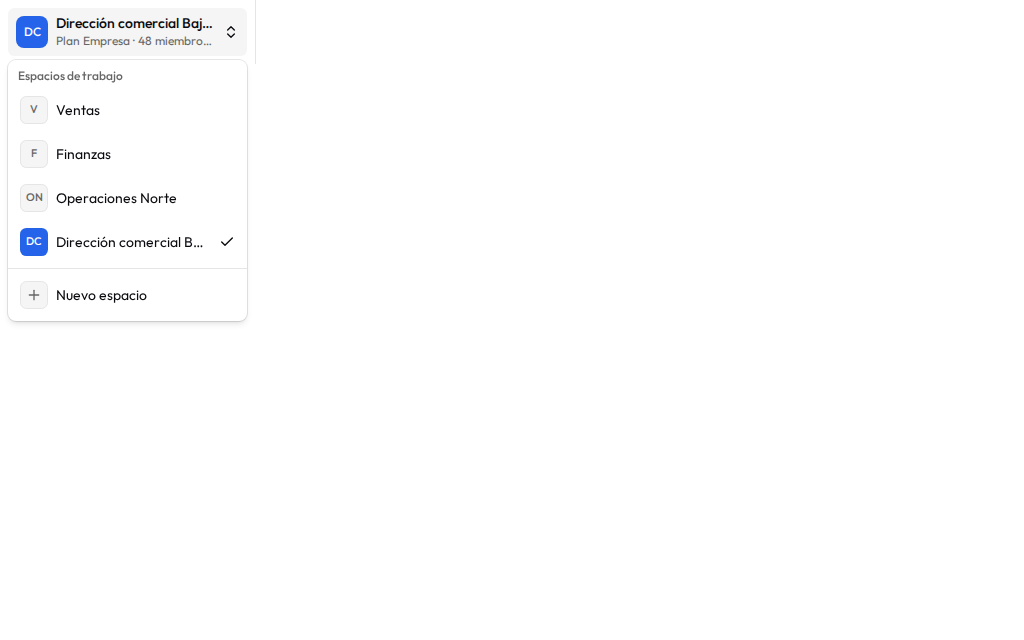 DC
Dirección comercial Baj...
Plan Empresa · 48 miembro...
Espacios de trabajo
V Ventas
F Finanzas
ON Operaciones Norte
DC Dirección comercial B...
Nuevo espacio